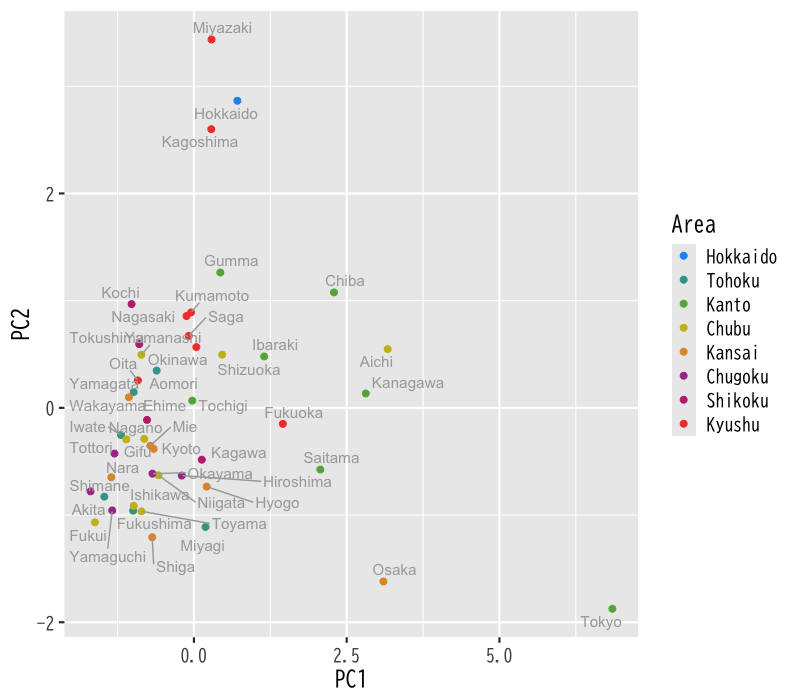 Miyazaki
Hokkaido
Kagoshima
2
Gumma
Chiba
Kochi
Kumamoto
Nagasaki
Saga
Area
Hokkaido
Tohoku
Kanto
Chubu
Kansai
Chugoku
Shikoku
Kyushu
PC2
Tokushima
Yamanashi
Ibaraki
Oita
Okinawa
Shizuoka
Aichi
Yamagata
Aomori
Kanagawa
0
Wakayama
Ehime
Tochigi
Fukuoka
Iwate
Nagano
Mie
Tottori
Gifu
Kyoto
Kagawa
Saitama
Nara
Okayama
Hiroshima
Shimane
Ishikawa
Niigata
Hyogo
Akita
Fukushima
Toyama
Fukui
Miyagi
Yamaguchi
Shiga
Osaka
Tokyo
−2
0.0
2.5
5.0
PC1